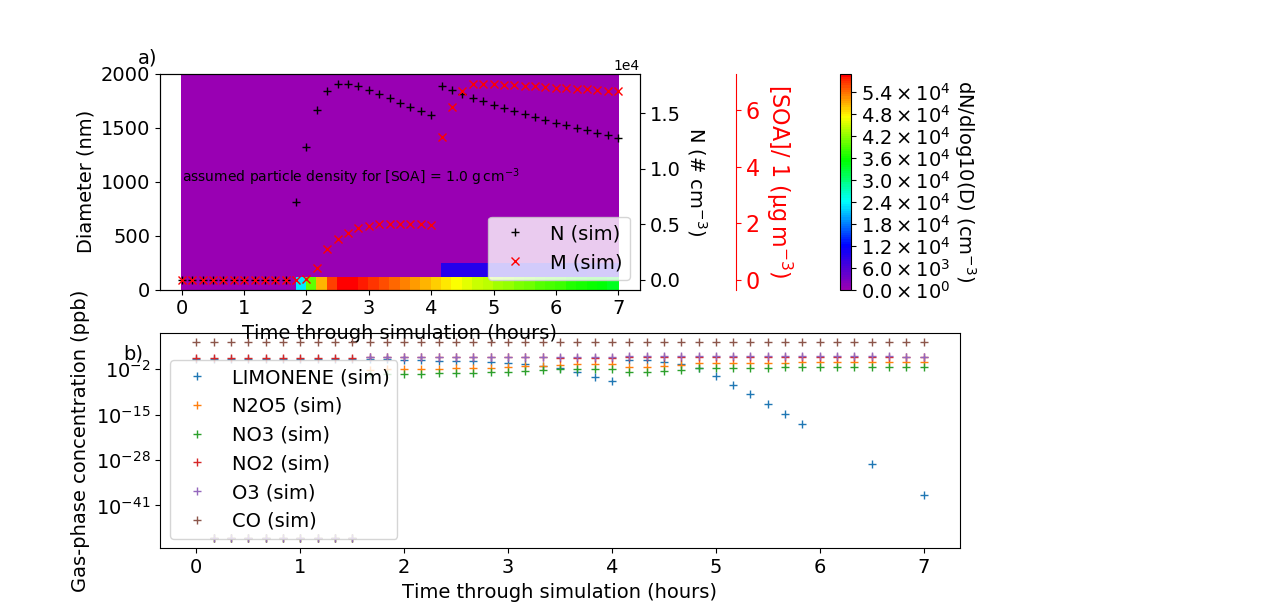 a)
1e4
2000
1500
1000
500
0
Diameter (nm)
assumed particle density for [SOA] = 1.0 g cm⁻³
N (sim)
M (sim)
0 1 2 3 4 5 6 7
Time through simulation (hours)
1.5
1.0
0.5
0.0
N (# cm⁻³)
6
4
2
0
[SOA]/ 1 (µg m⁻³)
5.4 × 10⁴
4.8 × 10⁴
4.2 × 10⁴
3.6 × 10⁴
3.0 × 10⁴
2.4 × 10⁴
1.8 × 10⁴
1.2 × 10⁴
6.0 × 10³
0.0 × 10⁰
dN/dlog10(D) (cm⁻³)
b)
10⁻²
10⁻¹⁵
10⁻²⁸
10⁻⁴¹
Gas-phase concentration (ppb)
LIMONENE (sim)
N2O5 (sim)
NO3 (sim)
NO2 (sim)
O3 (sim)
CO (sim)
0 1 2 3 4 5 6 7
Time through simulation (hours)